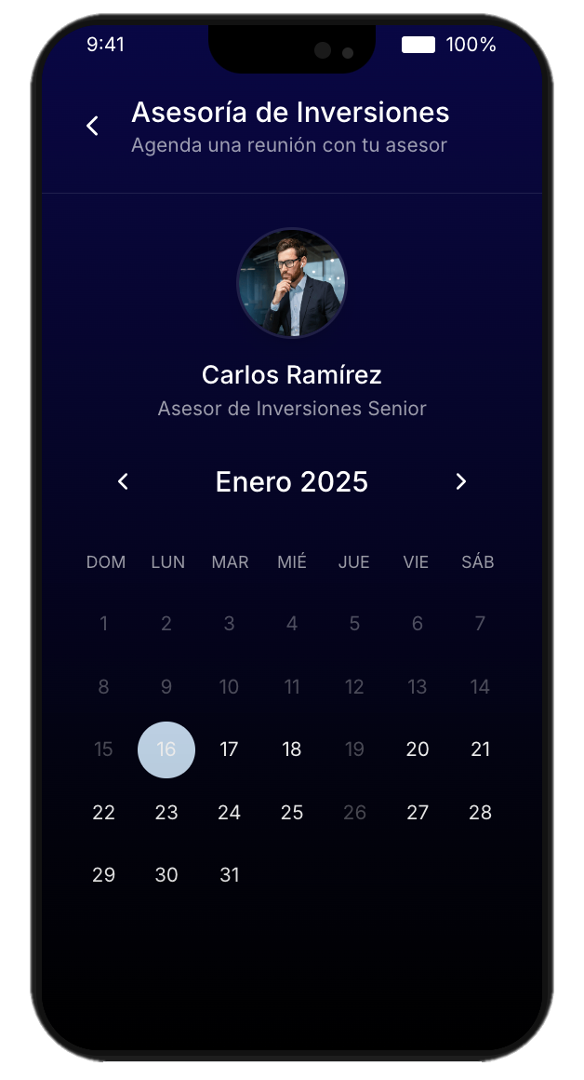 9:41 100%
Asesoría de Inversiones
Agenda una reunión con tu asesor
Carlos Ramírez
Asesor de Inversiones Senior
Enero 2025
DOM LUN MAR MIÉ JUE VIE SÁB
1 2 3 4 5 6 7
8 9 10 11 12 13 14
15 16 17 18 19 20 21
22 23 24 25 26 27 28
29 30 31